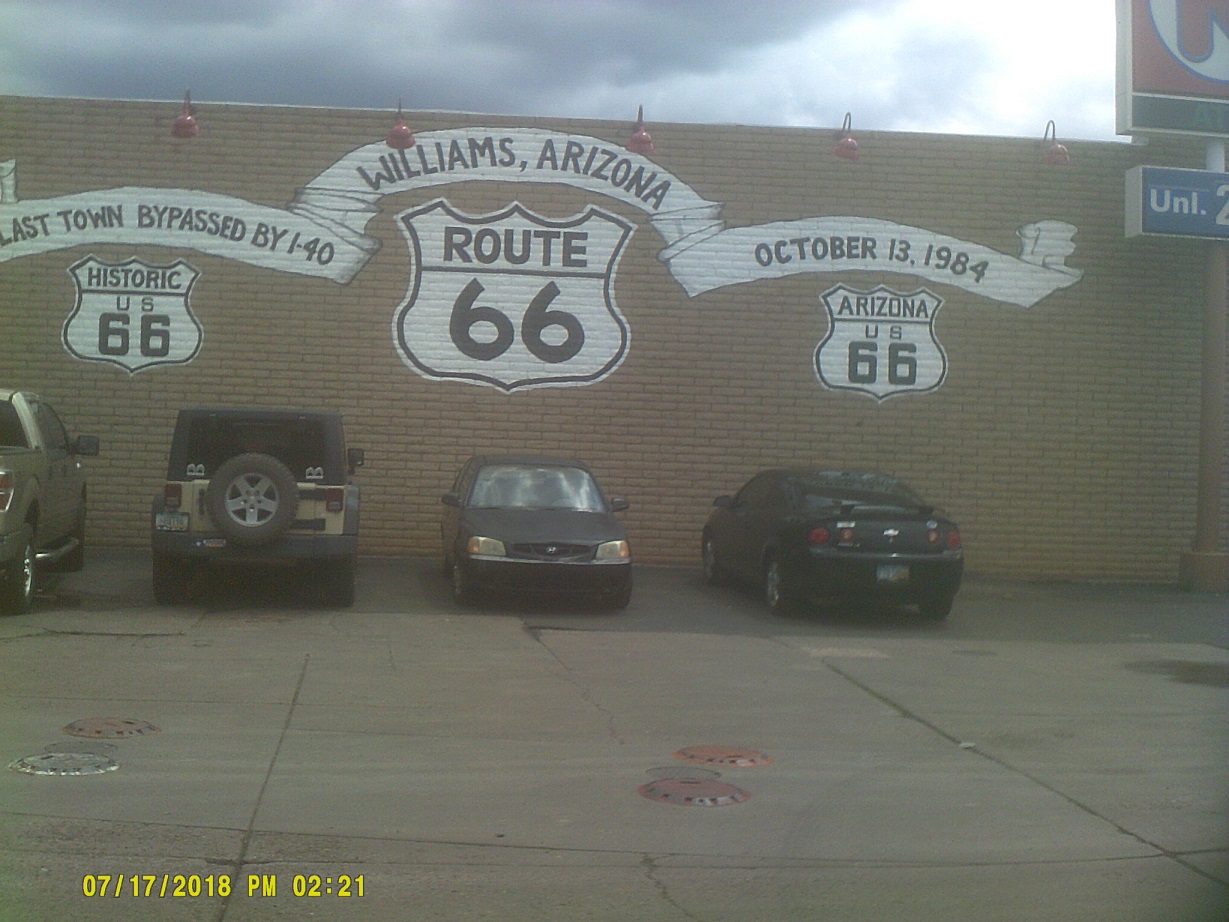 WILLIAMS, ARIZONA
LAST TOWN BYPASSED BY I-40
OCTOBER 13, 1984
HISTORIC
US
66
ROUTE
66
ARIZONA
US
66
Unl. 2
07/17/2018 PM 02:21